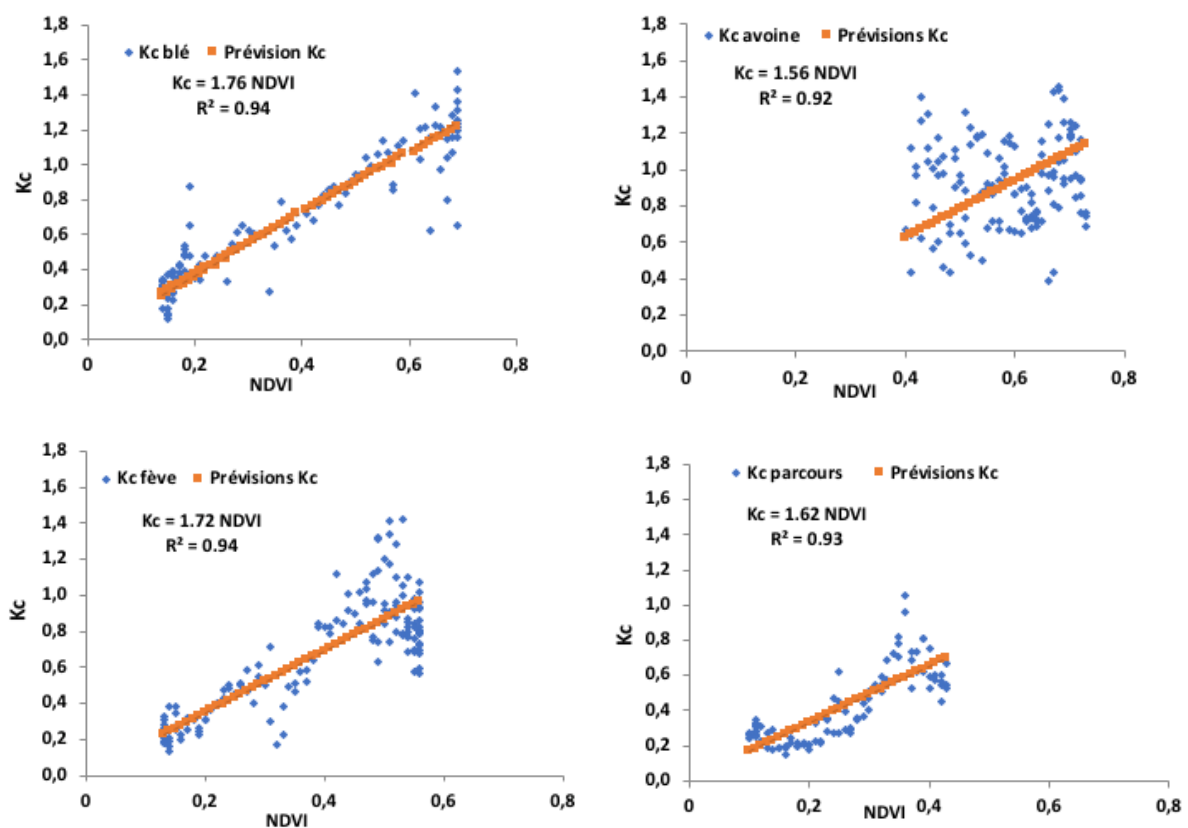 1,8
1,6
1,4
1,2
1,0
0,8
0,6
0,4
0,2
0,0
Kc
Kc blé Prévision Kc
Kc = 1.76 NDVI
R² = 0.94
0 0,2 0,4 0,6 0,8
NDVI
1,8
1,6
1,4
1,2
1,0
0,8
0,6
0,4
0,2
0,0
Kc
Kc avoine Prévisions Kc
Kc = 1.56 NDVI
R² = 0.92
0 0,2 0,4 0,6 0,8
NDVI
1,8
1,6
1,4
1,2
1,0
0,8
0,6
0,4
0,2
0,0
Kc
Kc fève Prévisions Kc
Kc = 1.72 NDVI
R² = 0.94
0 0,2 0,4 0,6 0,8
NDVI
1,8
1,6
1,4
1,2
1,0
0,8
0,6
0,4
0,2
0,0
Kc
Kc parcours Prévisions Kc
Kc = 1.62 NDVI
R² = 0.93
0 0,2 0,4 0,6 0,8
NDVI